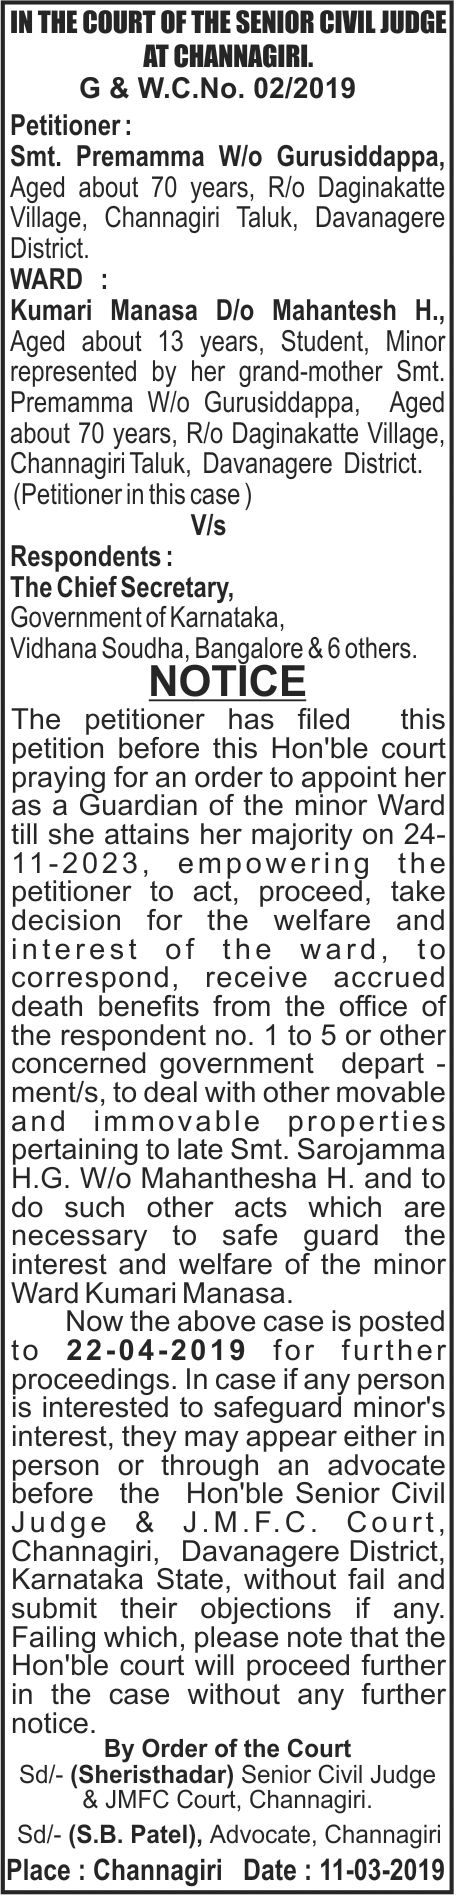 IN THE COURT OF THE SENIOR CIVIL JUDGE
AT CHANNAGIRI.
G & W.C.No. 02/2019
Petitioner :
Smt. Premamma W/o Gurusiddappa,
Aged about 70 years, R/o Daginakatte
Village, Channagiri Taluk, Davanagere
District.
WARD :
Kumari Manasa D/o Mahantesh H.,
Aged about 13 years, Student, Minor
represented by her grand-mother Smt.
Premamma W/o Gurusiddappa, Aged
about 70 years, R/o Daginakatte Village,
Channagiri Taluk, Davanagere District.
(Petitioner in this case )
V/s
Respondents :
The Chief Secretary,
Government of Karnataka,
Vidhana Soudha, Bangalore & 6 others.
NOTICE
The petitioner has filed this
petition before this Hon'ble court
praying for an order to appoint her
as a Guardian of the minor Ward
till she attains her majority on 24-
11-2023, empowering the
petitioner to act, proceed, take
decision for the welfare and
interest of the ward, to
correspond, receive accrued
death benefits from the office of
the respondent no. 1 to 5 or other
concerned government depart -
ment/s, to deal with other movable
and immovable properties
pertaining to late Smt. Sarojamma
H.G. W/o Mahanthesha H. and to
do such other acts which are
necessary to safe guard the
interest and welfare of the minor
Ward Kumari Manasa.
Now the above case is posted
to 22-04-2019 for further
proceedings. In case if any person
is interested to safeguard minor's
interest, they may appear either in
person or through an advocate
before the Hon'ble Senior Civil
Judge & J.M.F.C. Court,
Channagiri, Davanagere District,
Karnataka State, without fail and
submit their objections if any.
Failing which, please note that the
Hon'ble court will proceed further
in the case without any further
notice.
By Order of the Court
Sd/- (Sheristhadar) Senior Civil Judge
& JMFC Court, Channagiri.
Sd/- (S.B. Patel), Advocate, Channagiri
Place : Channagiri Date : 11-03-2019